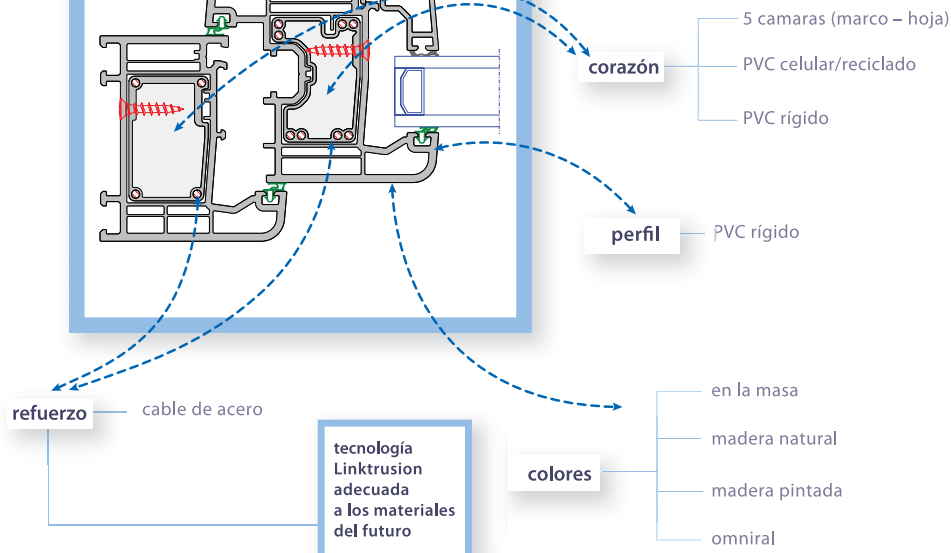 5 camaras (marco – hoja)
corazón
PVC celular/reciclado
PVC rígido
perfil
PVC rígido
refuerzo
cable de acero
tecnología
Linktrusion
adecuada
a los materiales
del futuro
colores
en la masa
madera natural
madera pintada
omniral